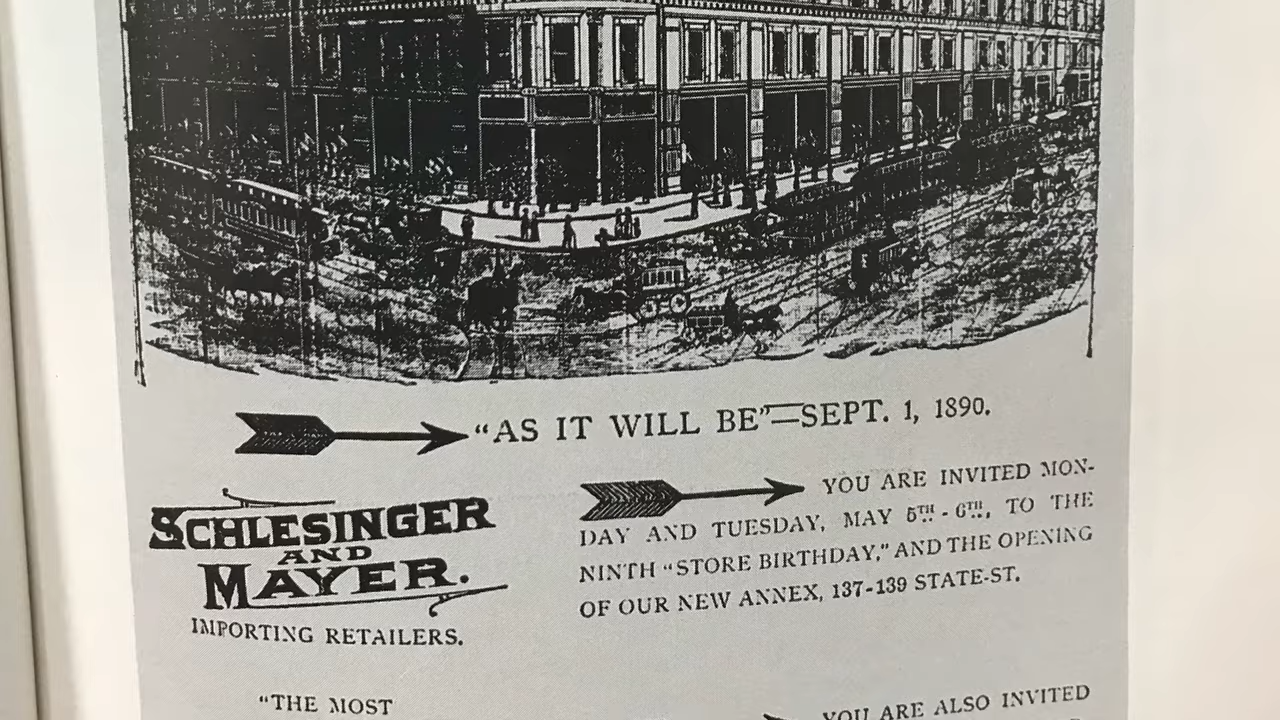 "AS IT WILL BE"—SEPT. 1, 1890.
SCHLESINGER
AND
MAYER.
IMPORTING RETAILERS.
"THE MOST
YOU ARE INVITED MON-
DAY AND TUESDAY, MAY 5TH - 6TH, TO THE
NINTH "STORE BIRTHDAY," AND THE OPENING
OF OUR NEW ANNEX, 137-139 STATE-ST.
YOU ARE ALSO INVITED